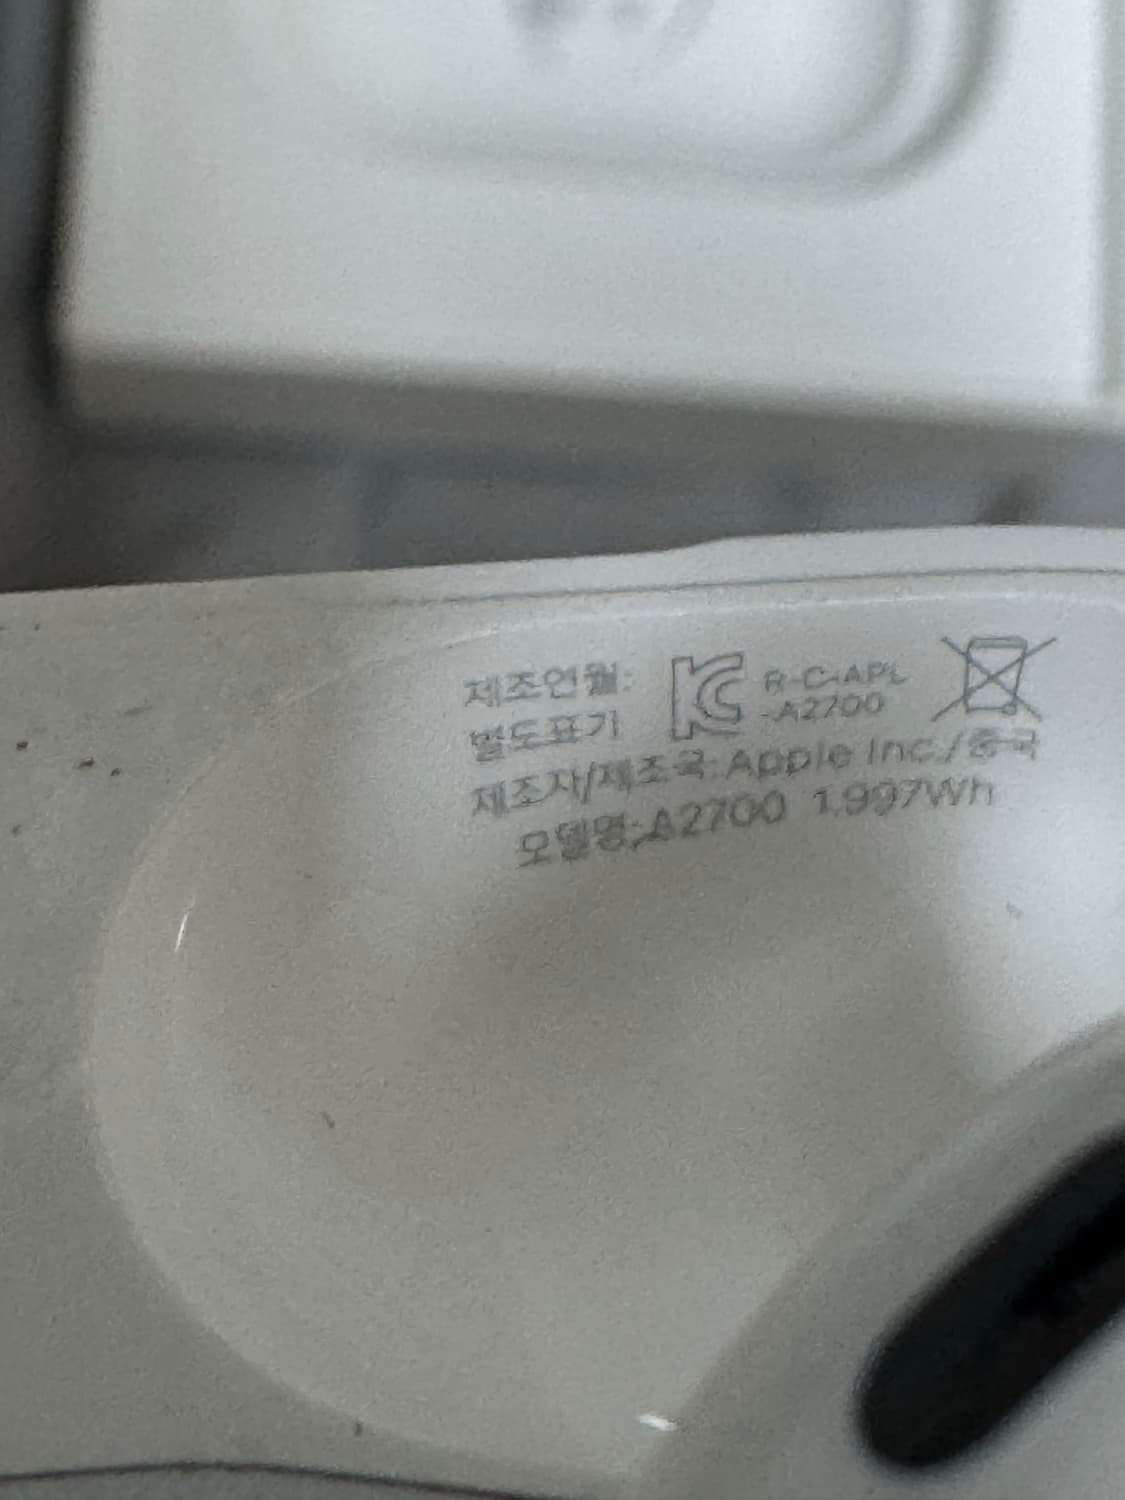 제조연월:
별도표기
R-C-APL
-A2700
제조자/제조국:Apple Inc./중국
모델명:A2700 1.997Wh